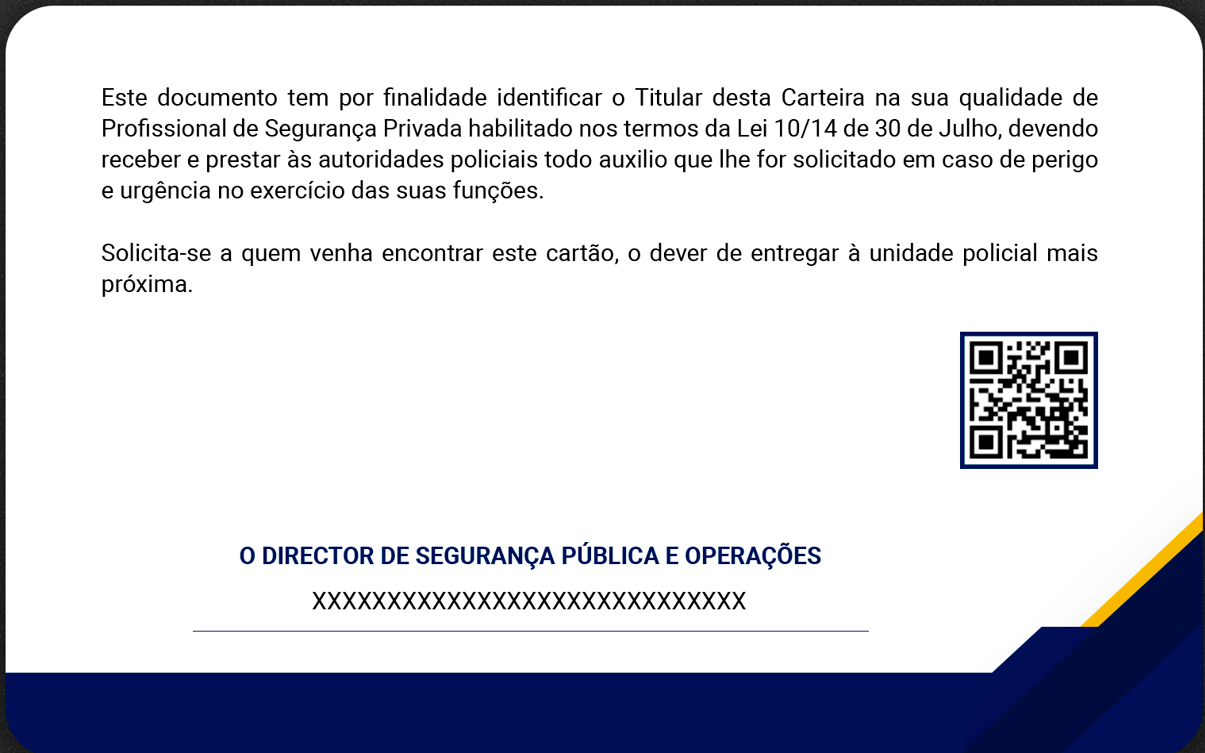 Este documento tem por finalidade identificar o Titular desta Carteira na sua qualidade de
Profissional de Segurança Privada habilitado nos termos da Lei 10/14 de 30 de Julho, devendo
receber e prestar às autoridades policiais todo auxilio que lhe for solicitado em caso de perigo
e urgência no exercício das suas funções.
Solicita-se a quem venha encontrar este cartão, o dever de entregar à unidade policial mais
próxima.
O DIRECTOR DE SEGURANÇA PÚBLICA E OPERAÇÕES
XXXXXXXXXXXXXXXXXXXXXXXXXXXXX